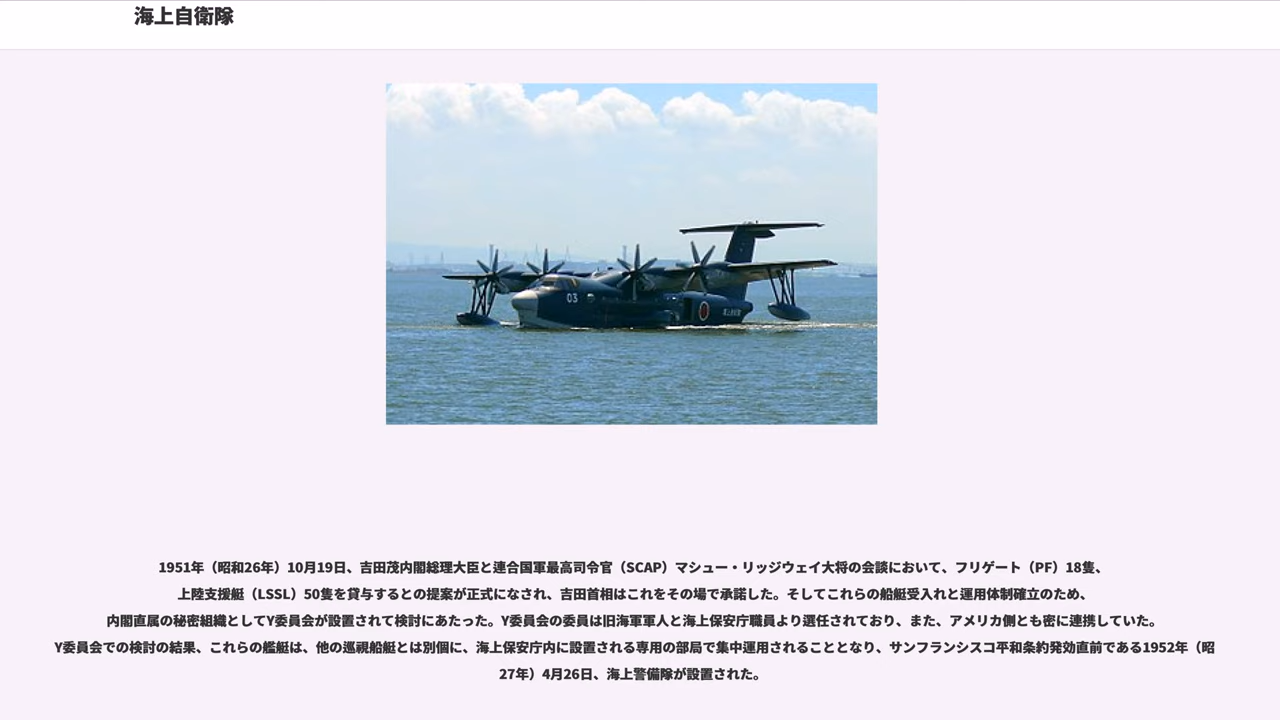 海上自衛隊
03
1951年（昭和26年）10月19日、吉田茂内閣総理大臣と連合国軍最高司令官（SCAP）マシュー・リッジウェイ大将の会談において、フリゲート（PF）18隻、
上陸支援艇（LSSL）50隻を貸与するとの提案が正式になされ、吉田首相はこれをその場で承諾した。そしてこれらの船艇受入れと運用体制確立のため、
内閣直属の秘密組織としてY委員会が設置されて検討にあたった。Y委員会の委員は旧海軍軍人と海上保安庁職員より選任されており、また、アメリカ側とも密に連携していた。
Y委員会での検討の結果、これらの艦艇は、他の巡視船艇とは別個に、海上保安庁内に設置される専用の部局で集中運用されることとなり、サンフランシスコ平和条約発効直前である1952年（昭
27年）4月26日、海上警備隊が設置された。